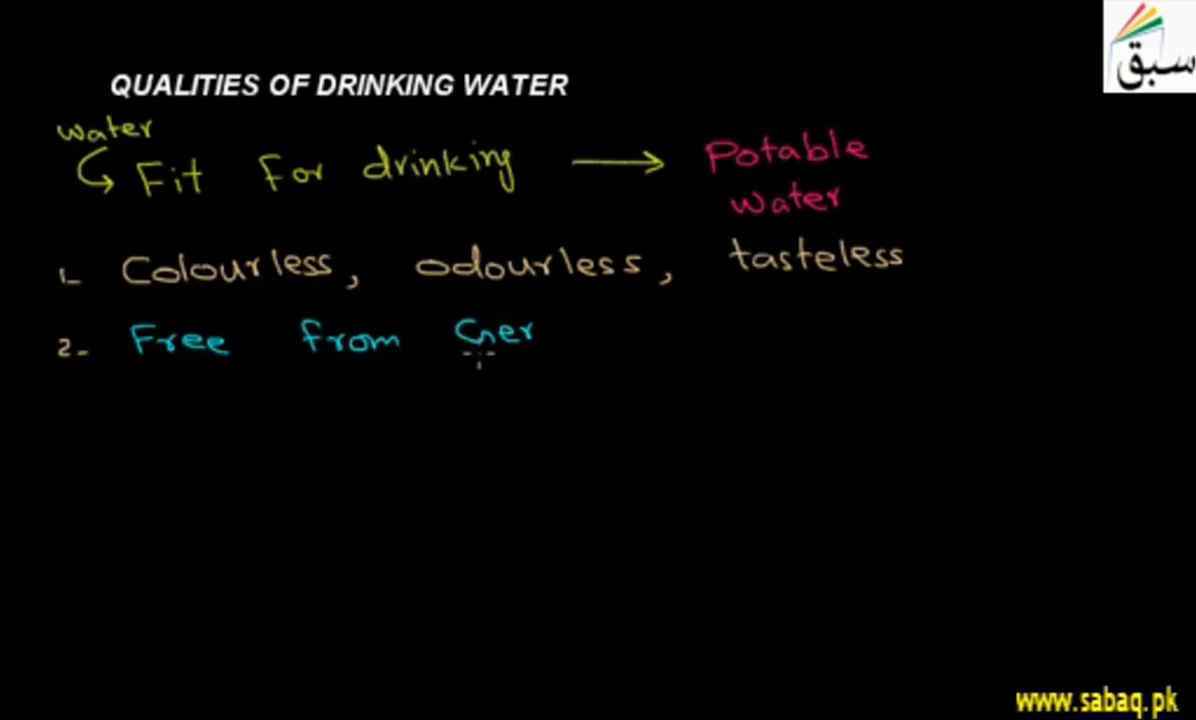 سبق
QUALITIES OF DRINKING WATER
water
Fit For drinking → Potable
water
1- Colourless, odourless, tasteless
2- Free from Ger
www.sabaq.pk